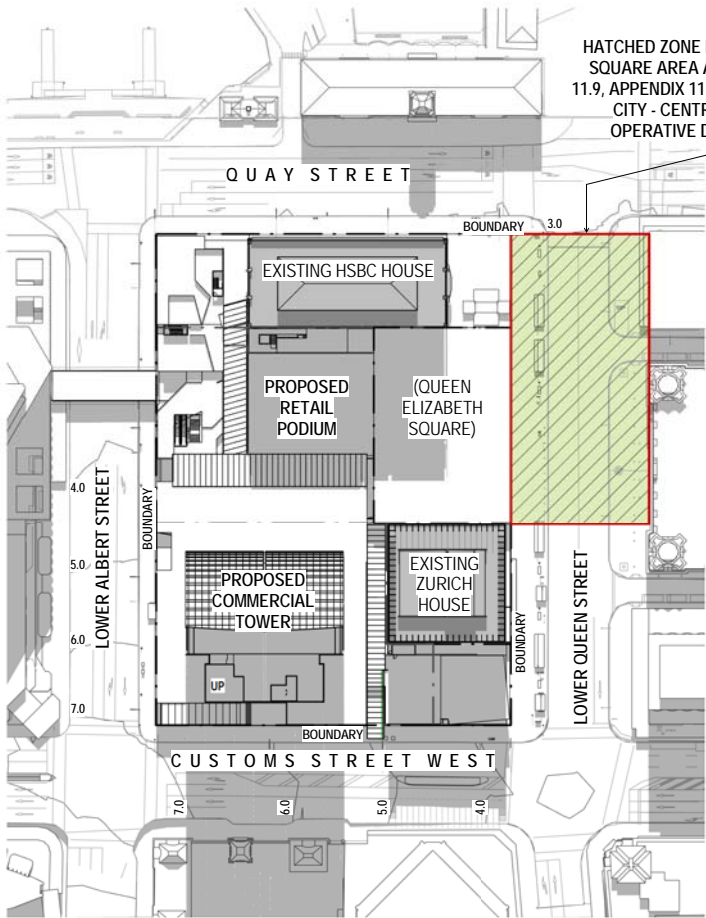 HATCHED ZONE
SQUARE AREA
11.9, APPENDIX 11
CITY - CENTR
OPERATIVE D
QUAY STREET
BOUNDARY
3.0
EXISTING HSBC HOUSE
PROPOSED
RETAIL
PODIUM
(QUEEN
ELIZABETH
SQUARE)
4.0
5.0
6.0
7.0
LOWER ALBERT STREET
BOUNDARY
PROPOSED
COMMERCIAL
TOWER
UP
EXISTING
ZURICH
HOUSE
BOUNDARY
LOWER QUEEN STREET
BOUNDARY
CUSTOMS STREET WEST
7.0
6.0
5.0
4.0